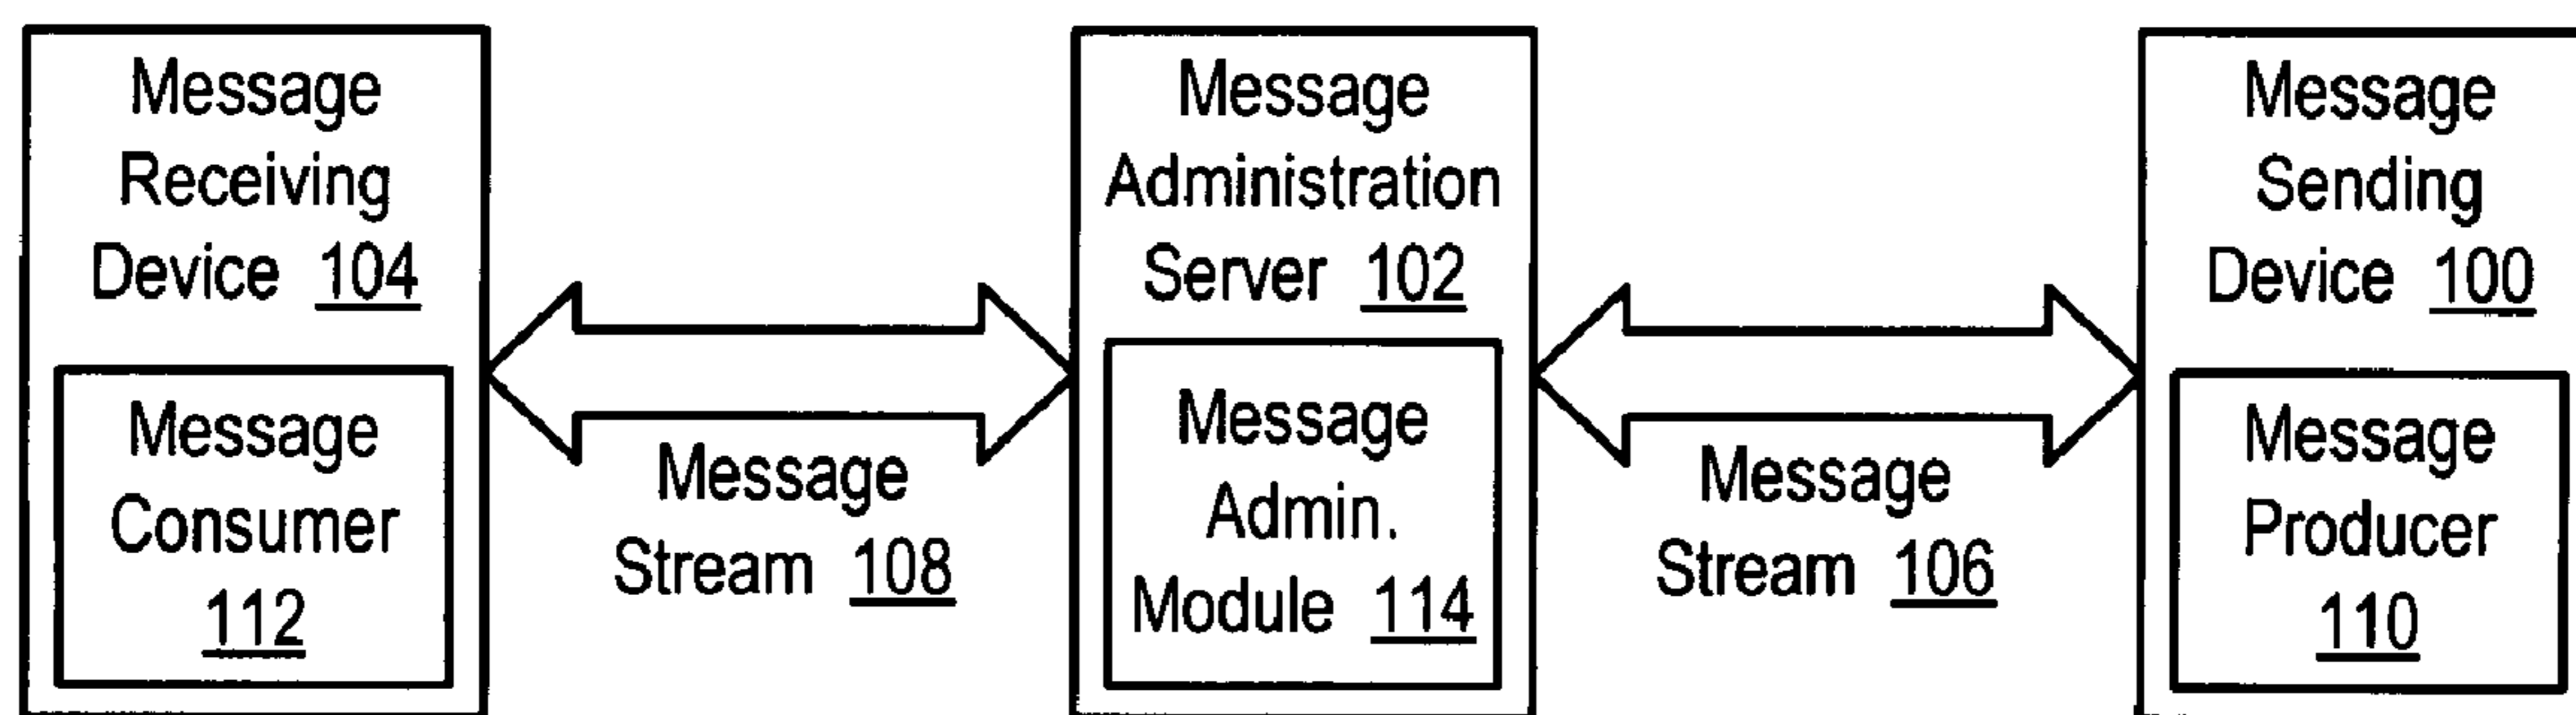 Message
Receiving
Device 104
Message
Consumer
112
Message
Stream 108
Message
Administration
Server 102
Message
Admin.
Module 114
Message
Stream 106
Message
Sending
Device 100
Message
Producer
110